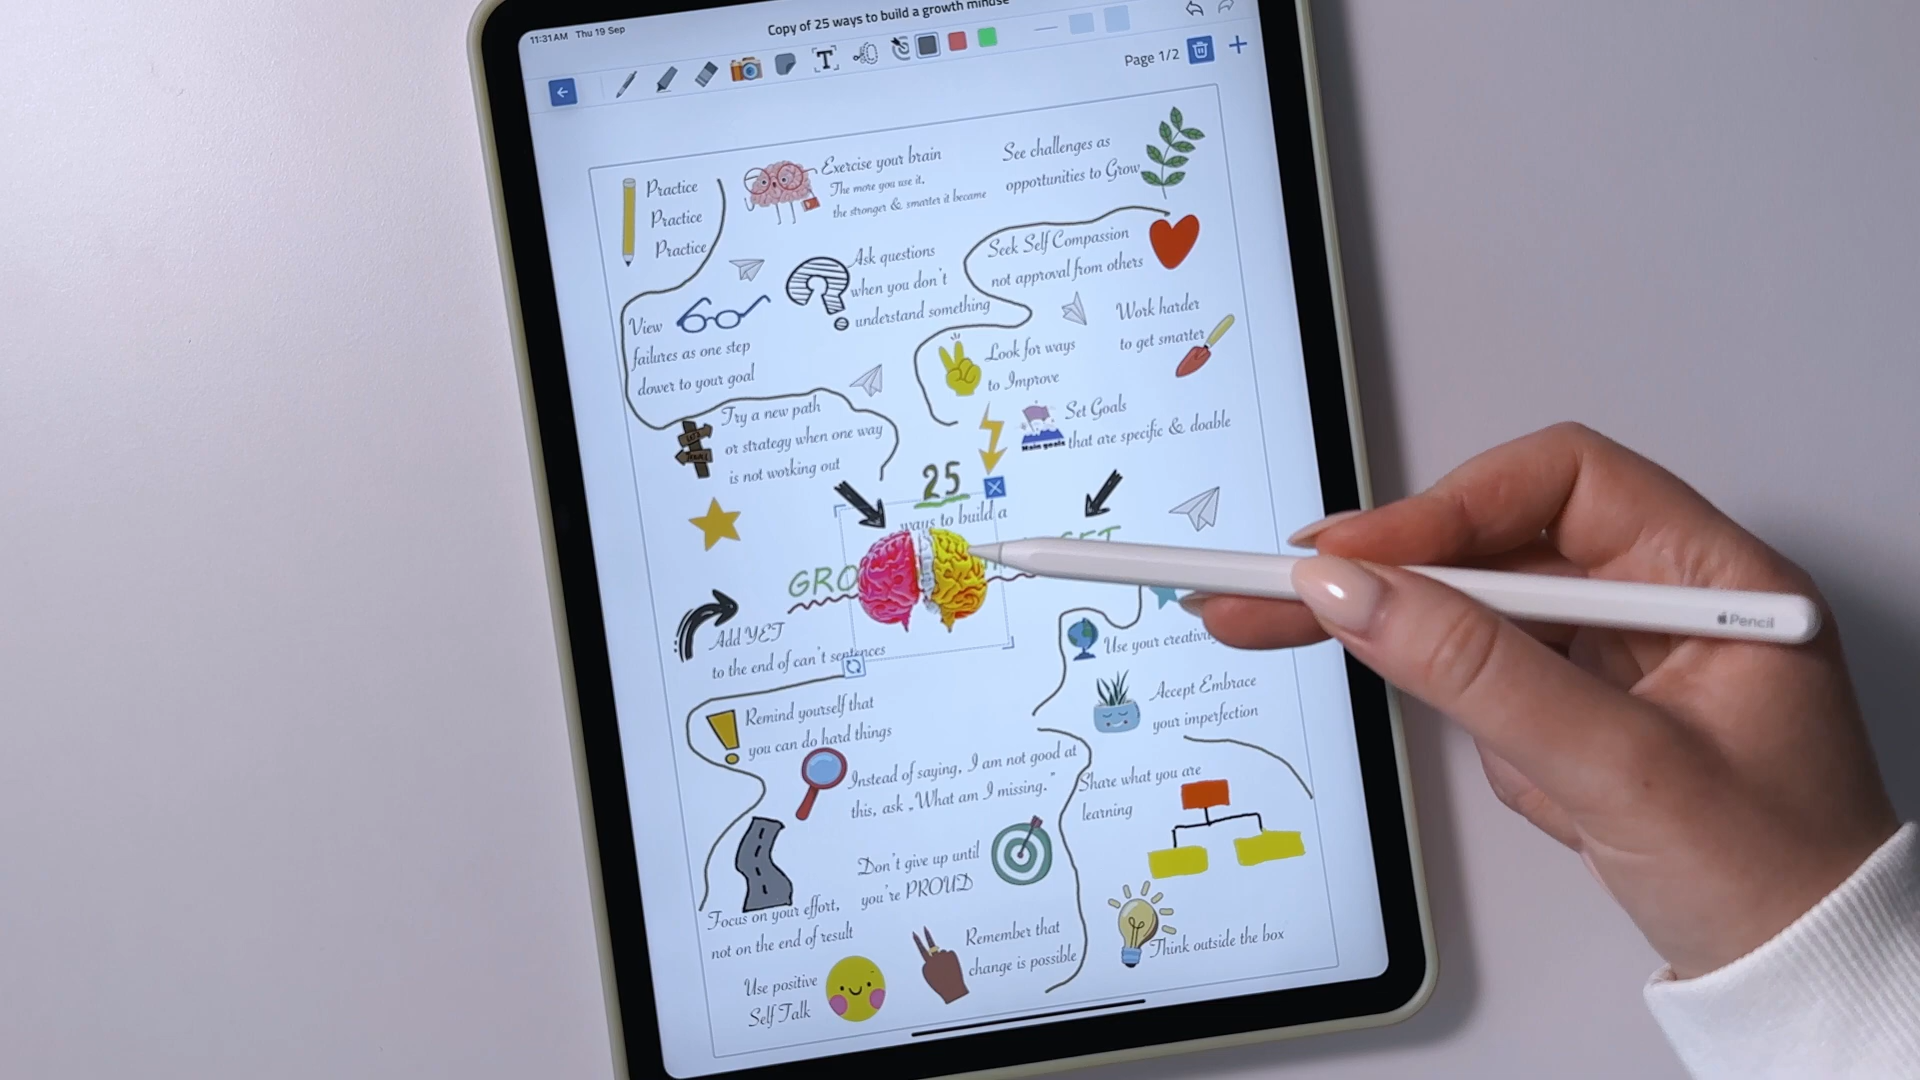 11:31AM Thu 19 Sep
Copy of 25 ways to build a growth
Page 1/2
Practice
Practice
Practice
Exercise your brain
The more you use it,
the stronger & smarter it became
See challenges as
opportunities to Grow
View
failures as one step
dower to your goal
Ask questions
when you don't
understand something
Seek Self Compassion
not approval from others
Work harder
to get smarter
Look for ways
to Improve
Try a new path
or strategy when one way
is not working out
Set Goals
that are specific & doable
Main goals
25
ways to build a
GRO
SET
Add YET
to the end of can't sentences
Use your
Accept Embrace
your imperfection
Remind yourself that
you can do hard things
Instead of saying, I am not good at
this, ask „What am I missing."
Share what you are
learning
Don't give up until
you're PROUD
Focus on your effort,
not on the end of result
Remember that
change is possible
Think outside the box
Use positive
Self Talk
Pencil